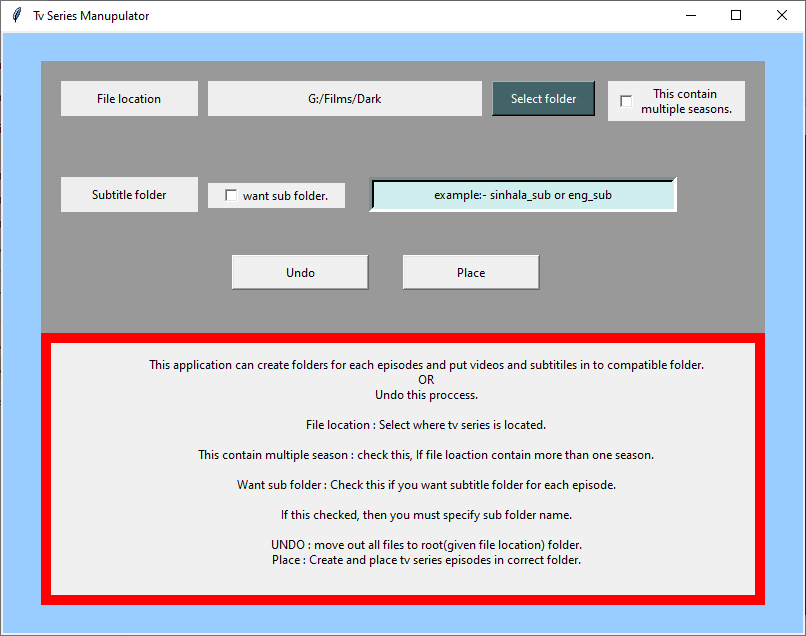 Tv Series Manupulator
File location
G:/Films/Dark
Select folder
This contain
multiple seasons.
Subtitle folder
want sub folder.
example:- sinhala_sub or eng_sub
Undo
Place
This application can create folders for each episodes and put videos and subtitiles in to compatible folder.
OR
Undo this proccess.
File location : Select where tv series is located.
This contain multiple season : check this, If file loaction contain more than one season.
Want sub folder : Check this if you want subtitle folder for each episode.
If this checked, then you must specify sub folder name.
UNDO : move out all files to root(given file location) folder.
Place : Create and place tv series episodes in correct folder.